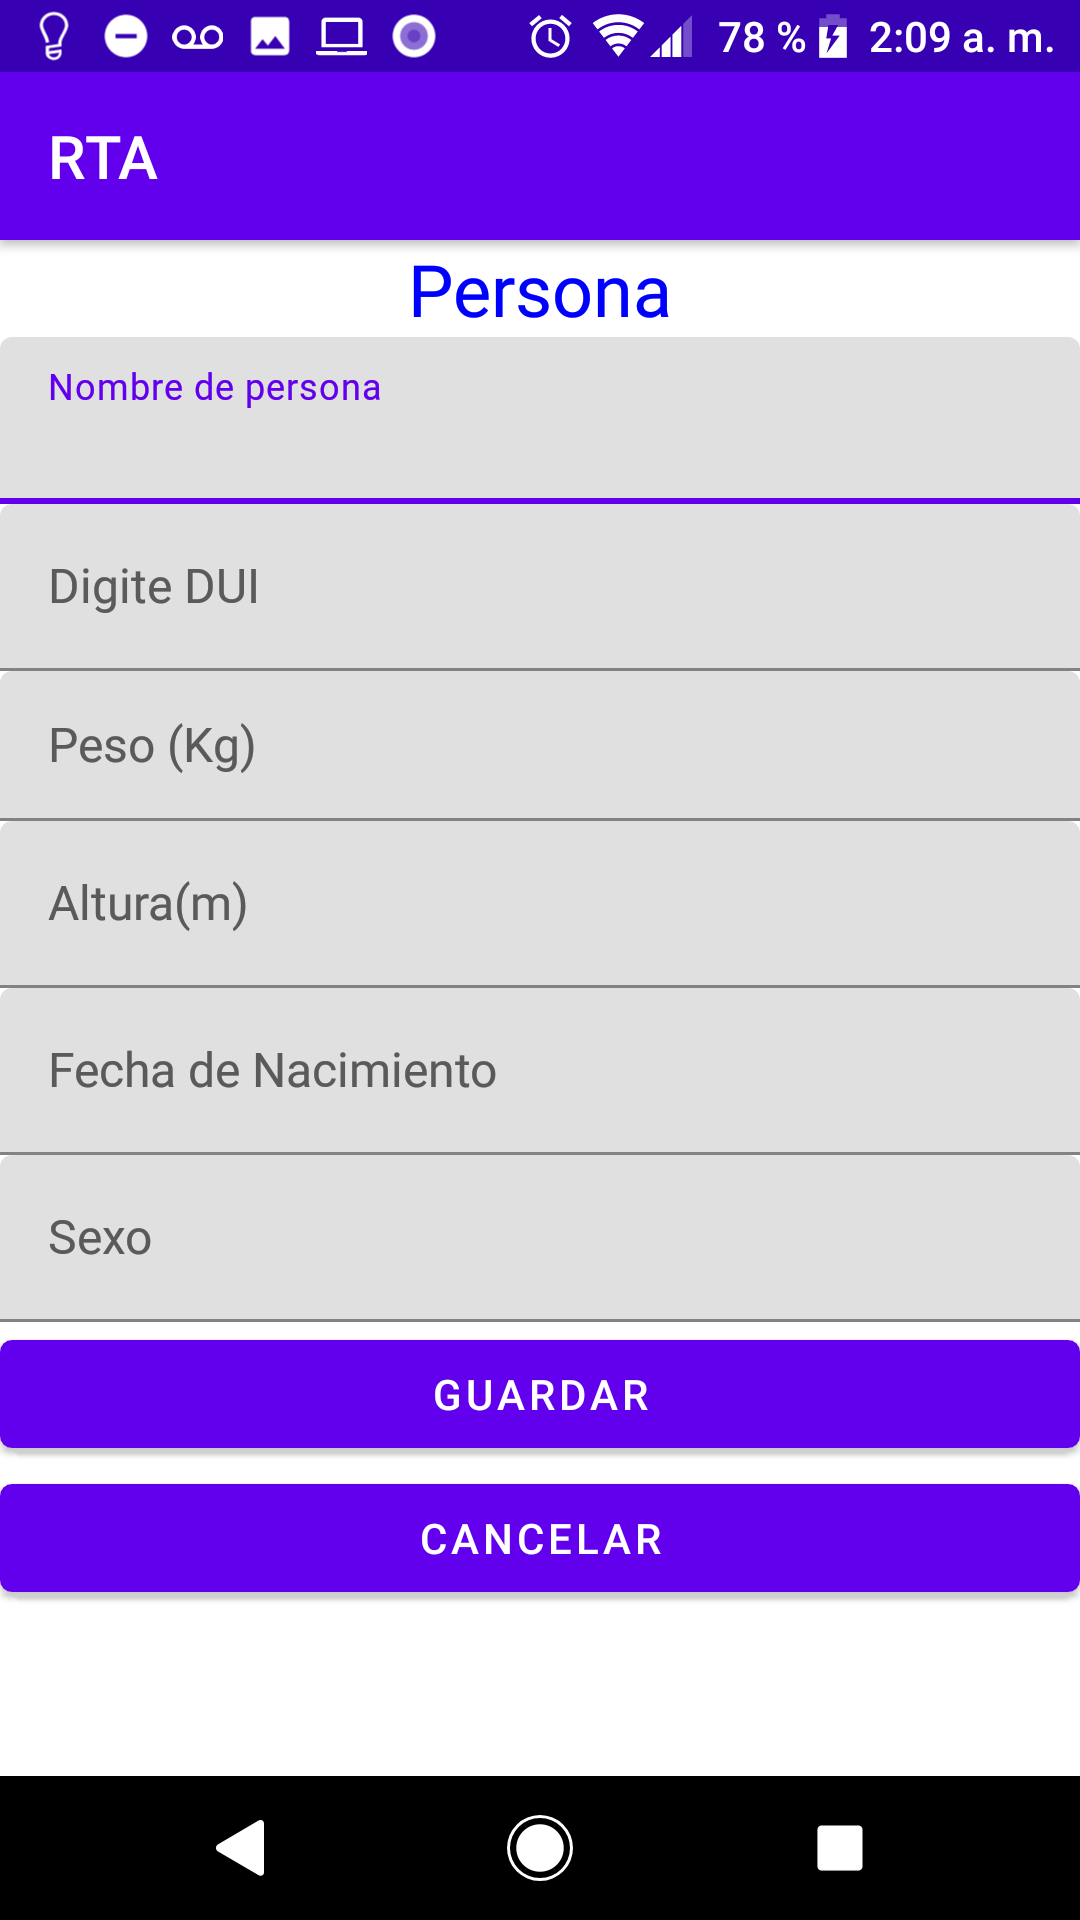 78 % 2:09 a. m.
RTA
Persona
Nombre de persona
Digite DUI
Peso (Kg)
Altura(m)
Fecha de Nacimiento
Sexo
GUARDAR
CANCELAR